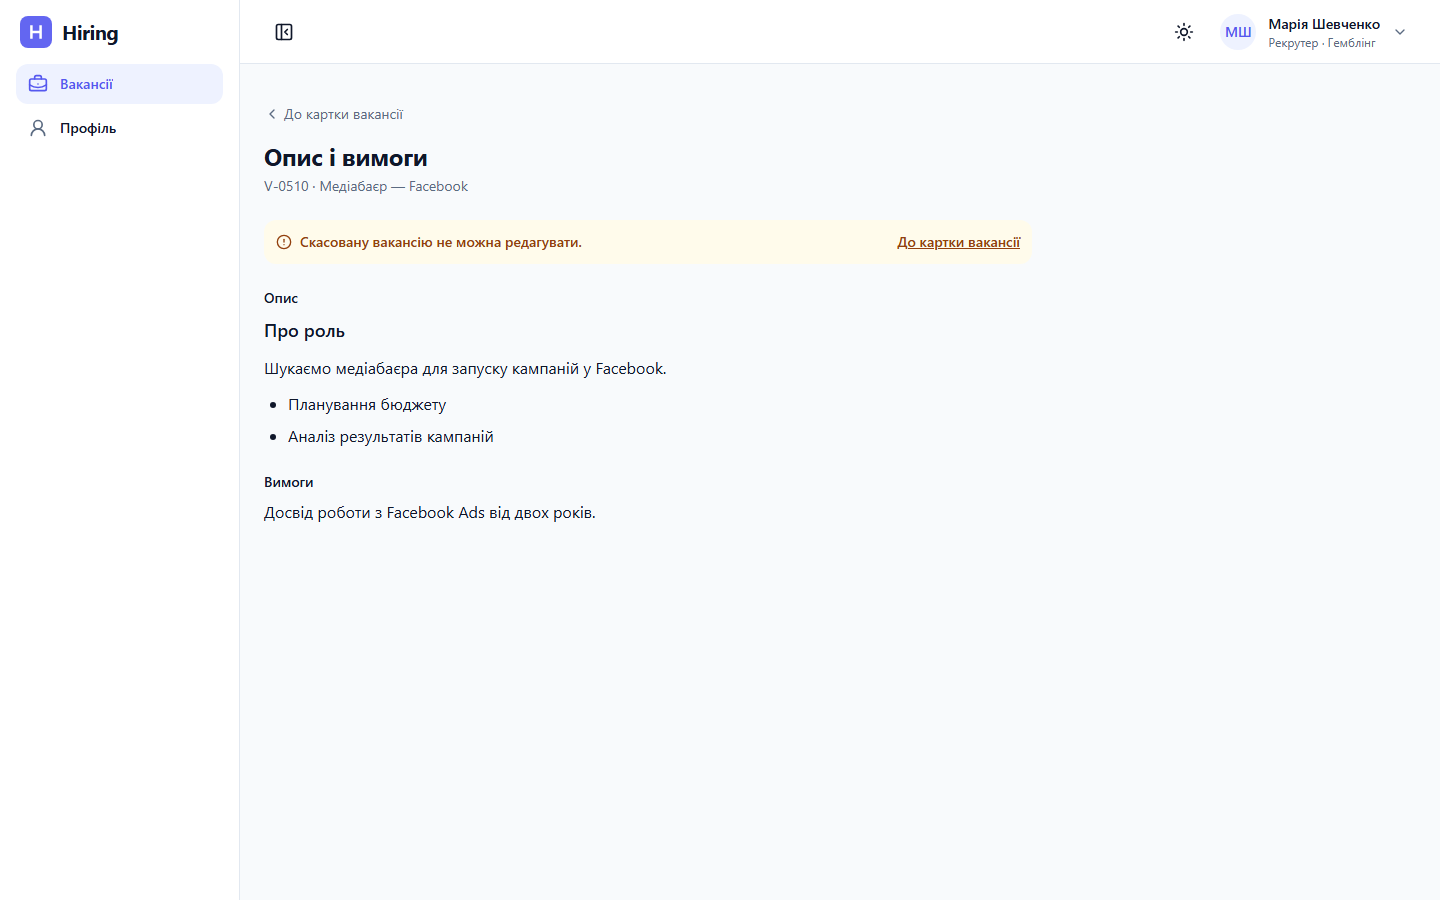 H Hiring
Вакансії
Профіль
МШ
Марія Шевченко
Рекрутер · Гемблінг
До картки вакансії
Опис і вимоги
V-0510 · Медіабаєр — Facebook
Скасовану вакансію не можна редагувати.
До картки вакансії
Опис
Про роль
Шукаємо медіабаєра для запуску кампаній у Facebook.
• Планування бюджету
• Аналіз результатів кампаній
Вимоги
Досвід роботи з Facebook Ads від двох років.